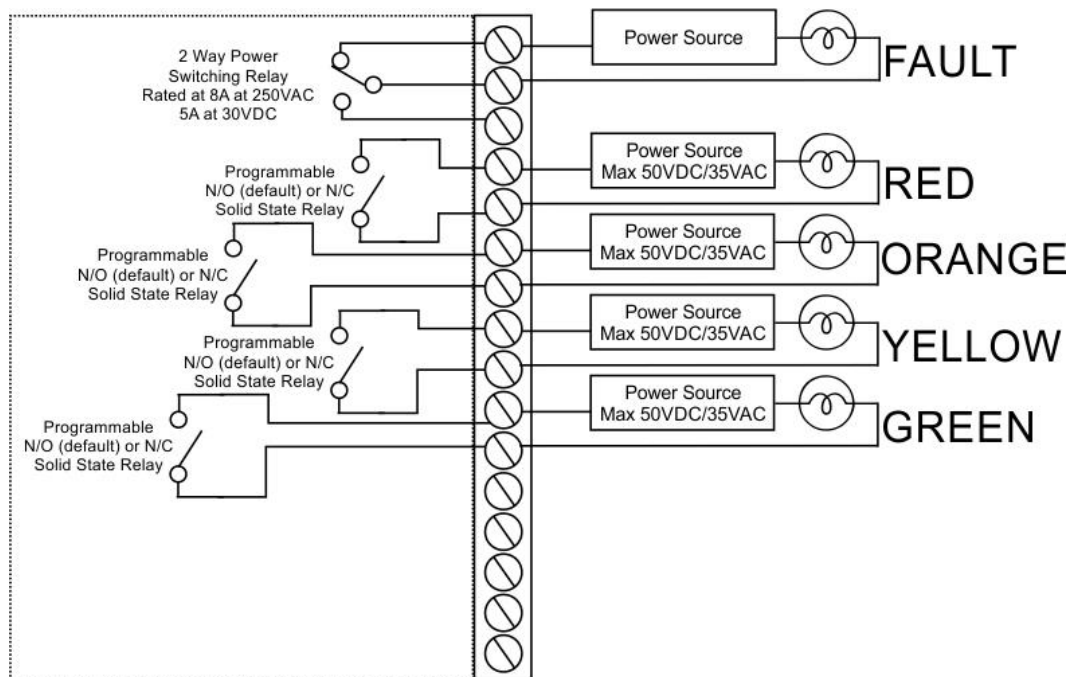 2 Way Power
Switching Relay
Rated at 8A at 250VAC
5A at 30VDC
Power Source
FAULT
Programmable
N/O (default) or N/C
Solid State Relay
Power Source
Max 50VDC/35VAC
RED
Programmable
N/O (default) or N/C
Solid State Relay
Power Source
Max 50VDC/35VAC
ORANGE
Programmable
N/O (default) or N/C
Solid State Relay
Power Source
Max 50VDC/35VAC
YELLOW
Programmable
N/O (default) or N/C
Solid State Relay
Power Source
Max 50VDC/35VAC
GREEN